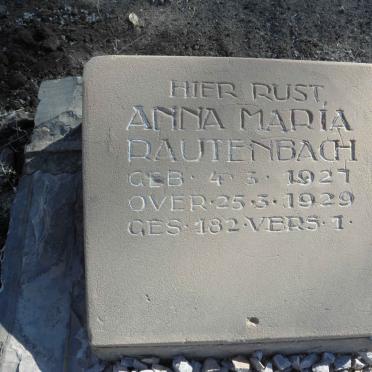 HIER RUST
ANNA MARIA
RAUTENBACH
GEB · 4 · 3 · 1927
OVER · 25 · 3 · 1929
GES · 182 · VERS · 1 ·